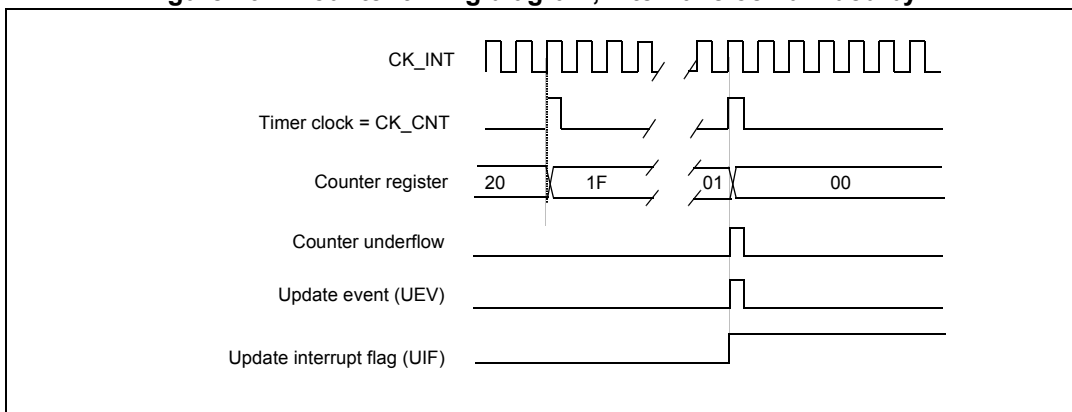 CK_INT
Timer clock = CK_CNT
Counter register 20 1F 01 00
Counter underflow
Update event (UEV)
Update interrupt flag (UIF)